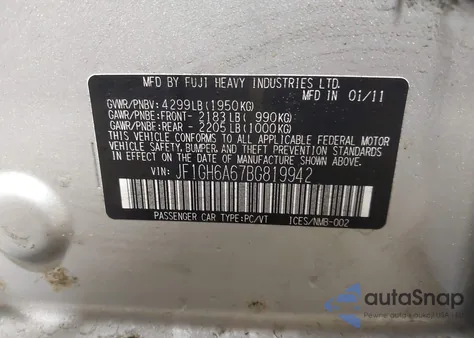 MFD BY FUJI HEAVY INDUSTRIES LTD.
MFD IN 01/11
GVWR/PNBV: 4299LB(1950KG)
GAWR/PNBE:FRONT- 2183LB( 990KG)
GAWR/PNBE:REAR - 2205LB(1000KG)
THIS VEHICLE CONFORMS TO ALL APPLICABLE FEDERAL MOTOR
VEHICLE SAFETY, BUMPER, AND THEFT PREVENTION STANDARDS
IN EFFECT ON THE DATE OF MANUFACTURE SHOWN ABOVE.
VIN: JF1GH6A67BG819942
PASSENGER CAR TYPE:PC/VT ICES/NMB-002
autoSnap